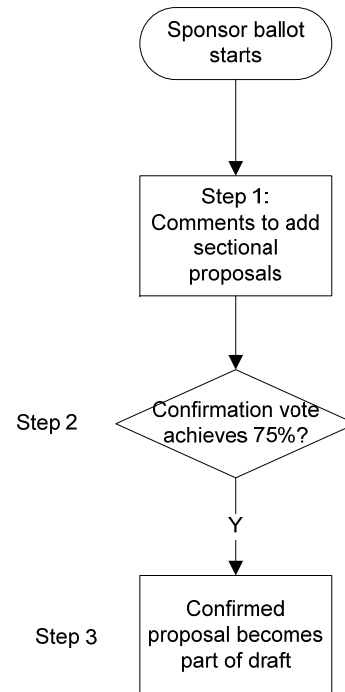 Sponsor ballot
starts
Step 1:
Comments to add
sectional
proposals
Step 2
Confirmation vote
achieves 75%?
Y
Step 3
Confirmed
proposal becomes
part of draft